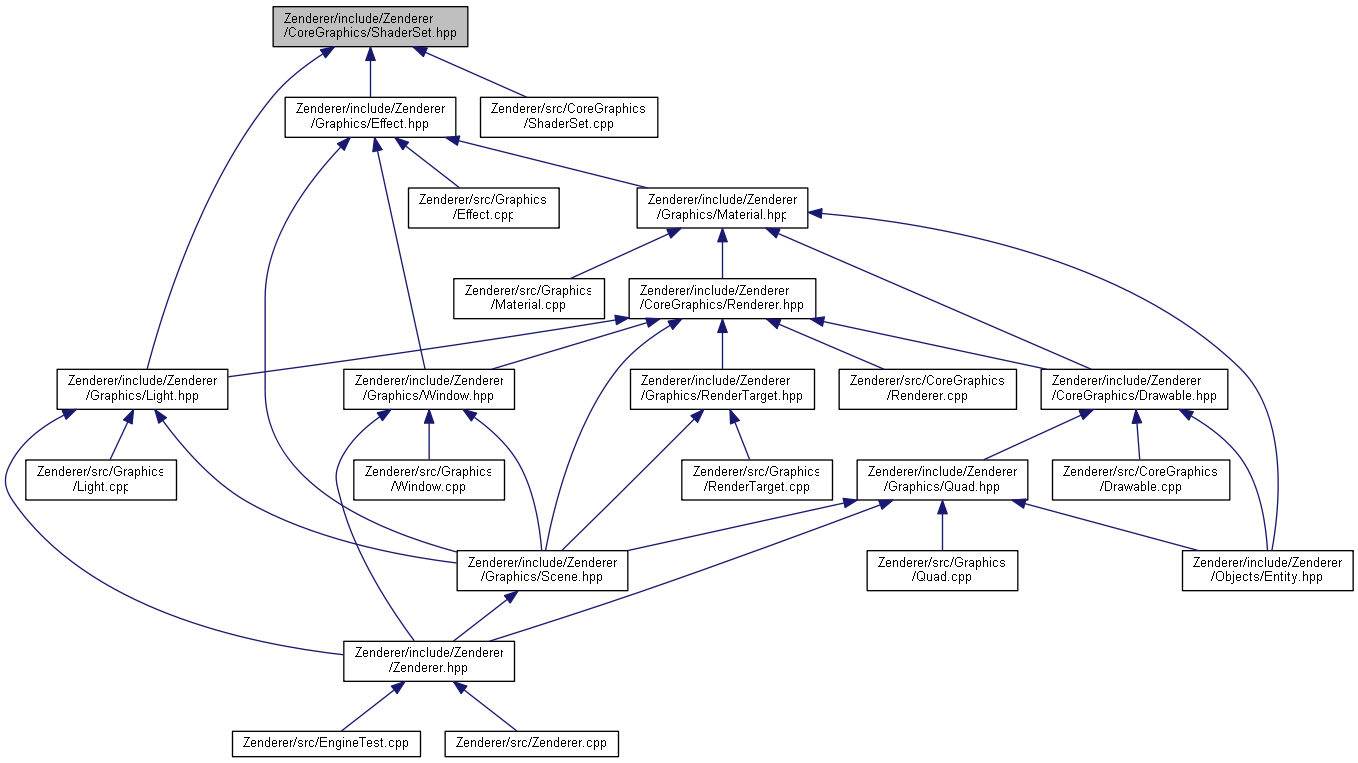 Zenderer/include/Zenderer
/CoreGraphics/ShaderSet.hpp
Zenderer/include/Zenderer
/Graphics/Effect.hpp
Zenderer/src/CoreGraphics
/ShaderSet.cpp
Zenderer/src/Graphics
/Effect.cpp
Zenderer/include/Zenderer
/Graphics/Material.hpp
Zenderer/src/Graphics
/Material.cpp
Zenderer/include/Zenderer
/CoreGraphics/Renderer.hpp
Zenderer/include/Zenderer
/Graphics/Light.hpp
Zenderer/include/Zenderer
/Graphics/Window.hpp
Zenderer/include/Zenderer
/Graphics/RenderTarget.hpp
Zenderer/src/CoreGraphics
/Renderer.cpp
Zenderer/include/Zenderer
/CoreGraphics/Drawable.hpp
Zenderer/src/Graphics
/Light.cpp
Zenderer/src/Graphics
/Window.cpp
Zenderer/src/Graphics
/RenderTarget.cpp
Zenderer/include/Zenderer
/Graphics/Quad.hpp
Zenderer/src/CoreGraphics
/Drawable.cpp
Zenderer/include/Zenderer
/Graphics/Scene.hpp
Zenderer/src/Graphics
/Quad.cpp
Zenderer/include/Zenderer
/Objects/Entity.hpp
Zenderer/include/Zenderer
/Zenderer.hpp
Zenderer/src/EngineTest.cpp
Zenderer/src/Zenderer.cpp